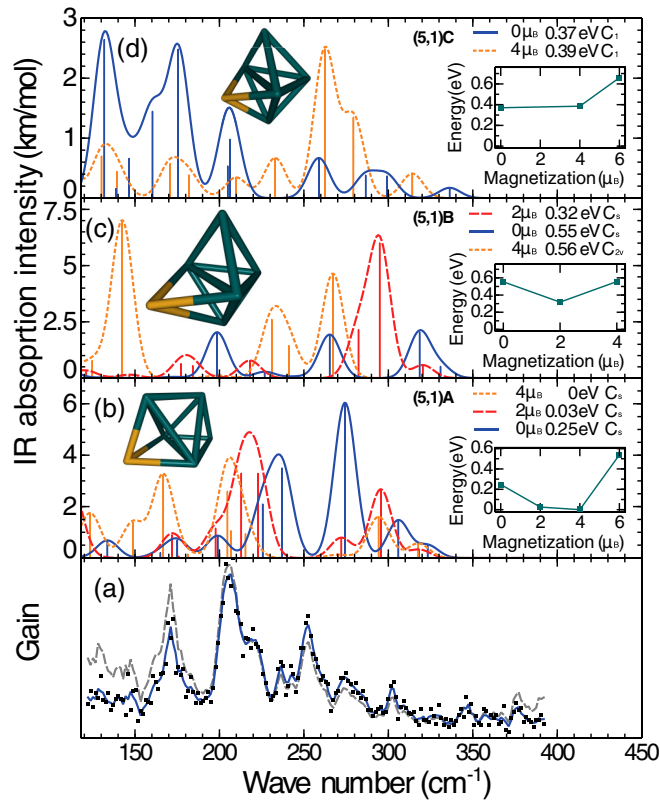 (d)
(5,1)C
0μB 0.37eV C1
4μB 0.39eV C1
3
2
1
0
Energy(eV)
0.6
0.4
0.2
0
0 2 4 6
Magnetization(μB)
IR absoprtion intensity (km/mol)
(c)
(5,1)B
2μB 0.32eV Cs
0μB 0.55eV Cs
4μB 0.56eV C2v
7.5
5
2.5
0
Energy(eV)
0.6
0.4
0.2
0
0 2 4
Magnetization(μB)
(b)
(5,1)A
4μB 0eV Cs
2μB 0.03eV Cs
0μB 0.25eV Cs
6
4
2
0
Energy(eV)
0.6
0.4
0.2
0
0 2 4 6
Magnetization(μB)
(a)
Gain
150 200 250 300 350 400 450
Wave number (cm-1)